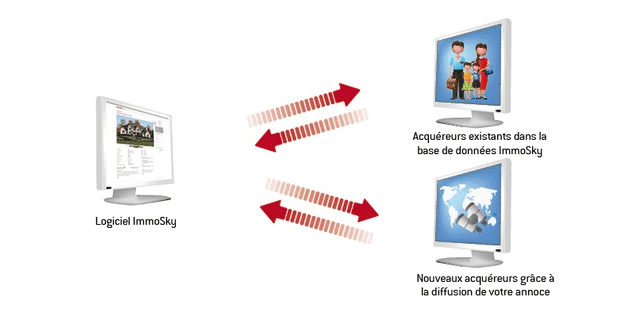 Acquéreurs existants dans la
base de données ImmoSky
Logiciel ImmoSky
Nouveaux acquéreurs grâce à
la diffusion de votre annoce